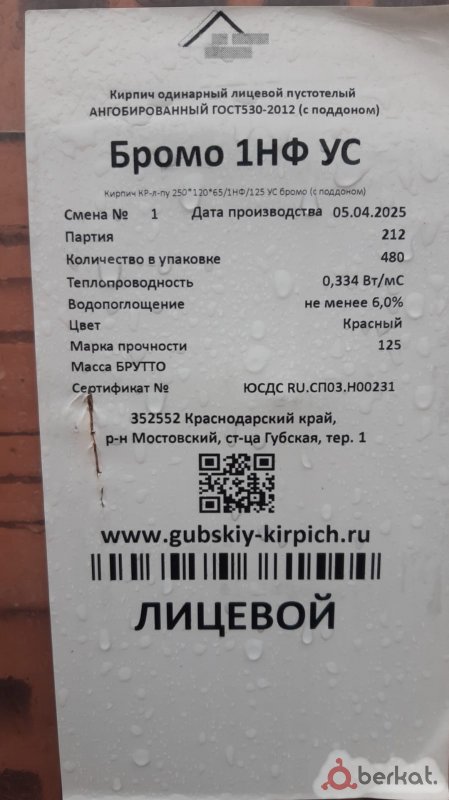 Кирпич одинарный лицевой пустотелый
АНГОБИРОВАННЫЙ ГОСТ530-2012 (с поддоном)
Бромо 1НФ УС
Кирпич КР-л-пу 250*120*65/1НФ/125 УС бромо (с поддоном)
Смена № 1 Дата производства 05.04.2025
Партия 212
Количество в упаковке 480
Теплопроводность 0,334 Вт/мС
Водопоглощение не менее 6,0%
Цвет Красный
Марка прочности 125
Масса БРУТТО
Сертификат № ЮСДС RU.СП03.Н00231
352552 Краснодарский край,
р-н Мостовский, ст-ца Губская, тер. 1
www.gubskiy-kirpich.ru
ЛИЦЕВОЙ
berkat.